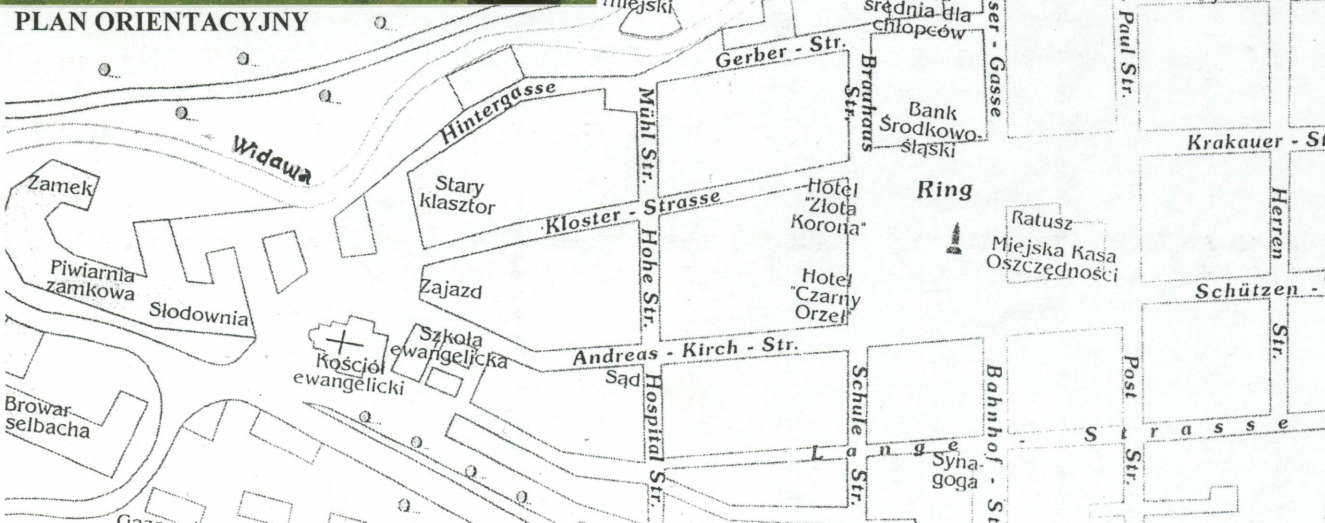 PLAN ORIENTACYJNY
miejski
średnia dla
chłopców
Gerber - Str.
Brauhaus
Str.
Paul Str.
Bank
Środkowo-
śląski
Krakauer - St
Hintergasse
Mühl Str.
Widawa
Zamek
Stary
klasztor
Kloster - Strasse
Hotel
"Złota
Korona"
Ring
Ratusz
Miejska Kasa
Oszczędności
Herren
Str.
Piwiarnia
zamkowa
Słodownia
Zajazd
Hohe Str.
Hotel
"Czarny
Orzeł"
Schützen -
Szkoła
ewangelicka
Kościół
ewangelicki
Andreas - Kirch - Str.
Sąd
Hospital Str.
Schule
Str.
Bahnhof - St
Post
Str.
Browar
selbacha
Lange - Strasse
Syna-
goga